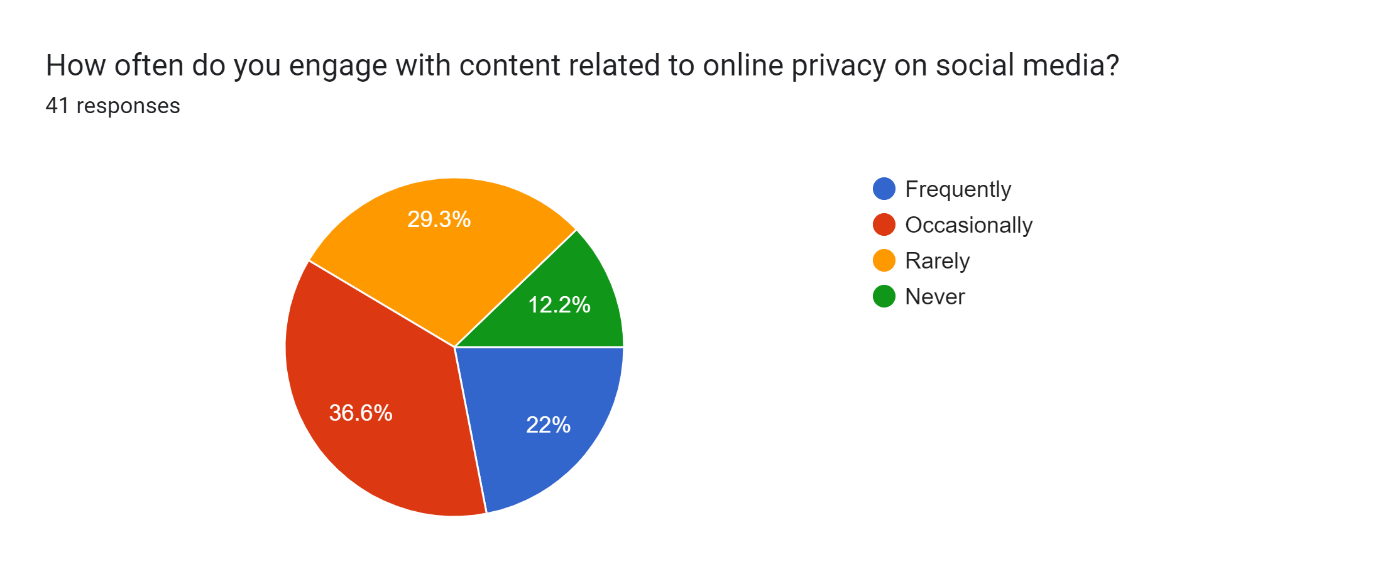 How often do you engage with content related to online privacy on social media?
41 responses
Frequently
Occasionally
Rarely
Never
29.3%
12.2%
36.6%
22%